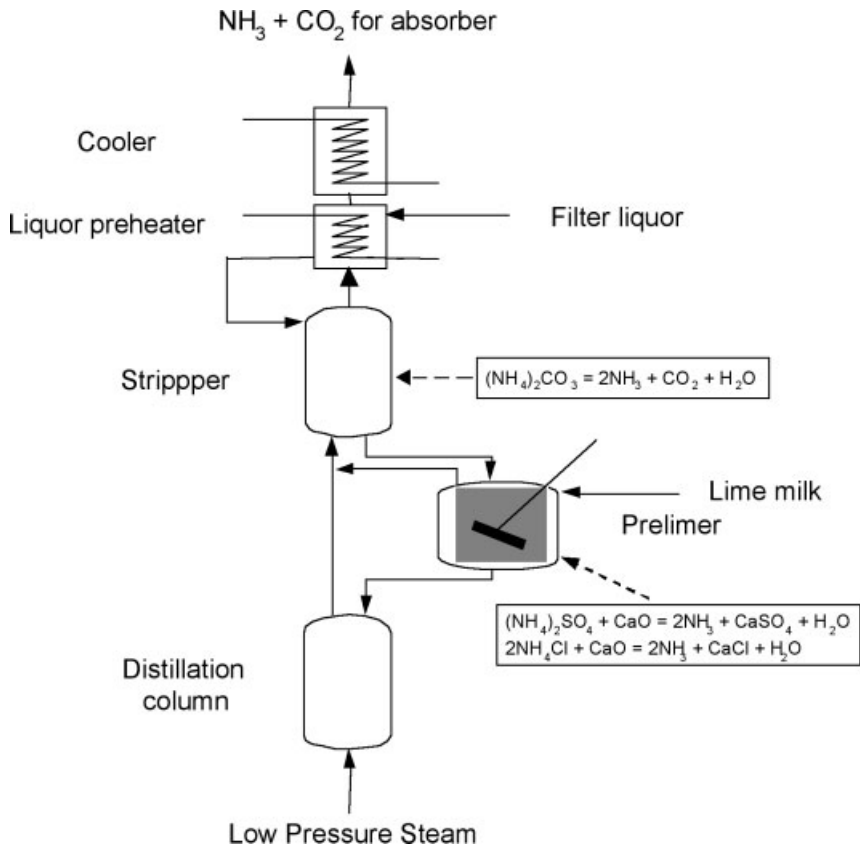 NH₃ + CO₂ for absorber
Cooler
Liquor preheater
Filter liquor
Strippper
(NH₄)₂CO₃ = 2NH₃ + CO₂ + H₂O
Lime milk
Prelimer
(NH₄)₂SO₄ + CaO = 2NH₃ + CaSO₄ + H₂O
2NH₄Cl + CaO = 2NH₃ + CaCl + H₂O
Distillation
column
Low Pressure Steam